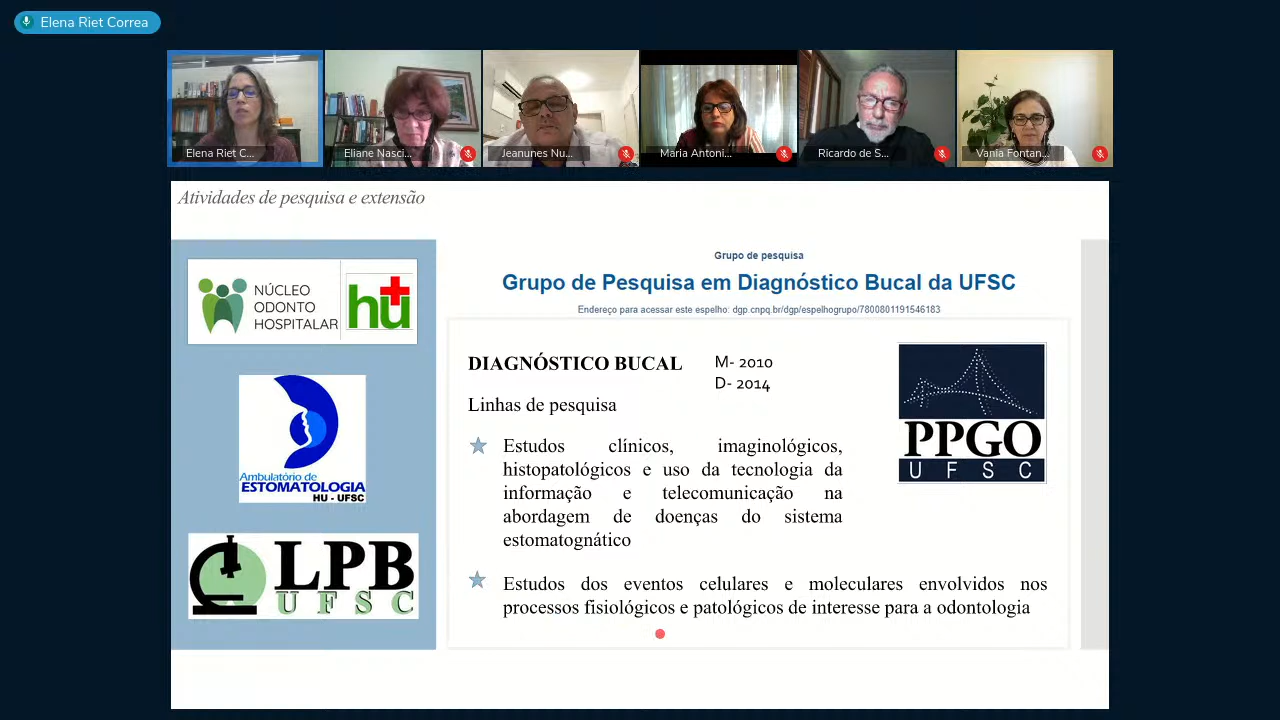 Elena Riet Correa
Elena Riet C...
Eliane Nasci...
Jeanunes Nu...
Maria Antoni...
Ricardo de S...
Vania Fontan...
Atividades de pesquisa e extensão
NÚCLEO
ODONTO
HOSPITALAR
hu
Ambulatório de
ESTOMATOLOGIA
HU - UFSC
LPB
UFSC
Grupo de pesquisa
Grupo de Pesquisa em Diagnóstico Bucal da UFSC
Endereço para acessar este espelho: dgp.cnpq.br/dgp/espelhogrupo/7800801191546183
DIAGNÓSTICO BUCAL
M- 2010
D- 2014
Linhas de pesquisa
Estudos clínicos, imaginológicos,
histopatológicos e uso da tecnologia da
informação e telecomunicação na
abordagem de doenças do sistema
estomatognático
Estudos dos eventos celulares e moleculares envolvidos nos
processos fisiológicos e patológicos de interesse para a odontologia
PPGO
UFSC